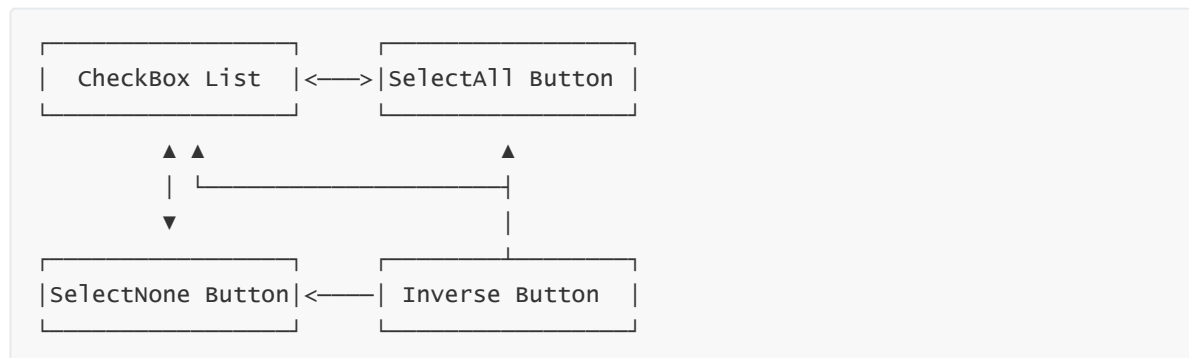 CheckBox List <———> SelectAll Button
SelectNone Button <——— Inverse Button